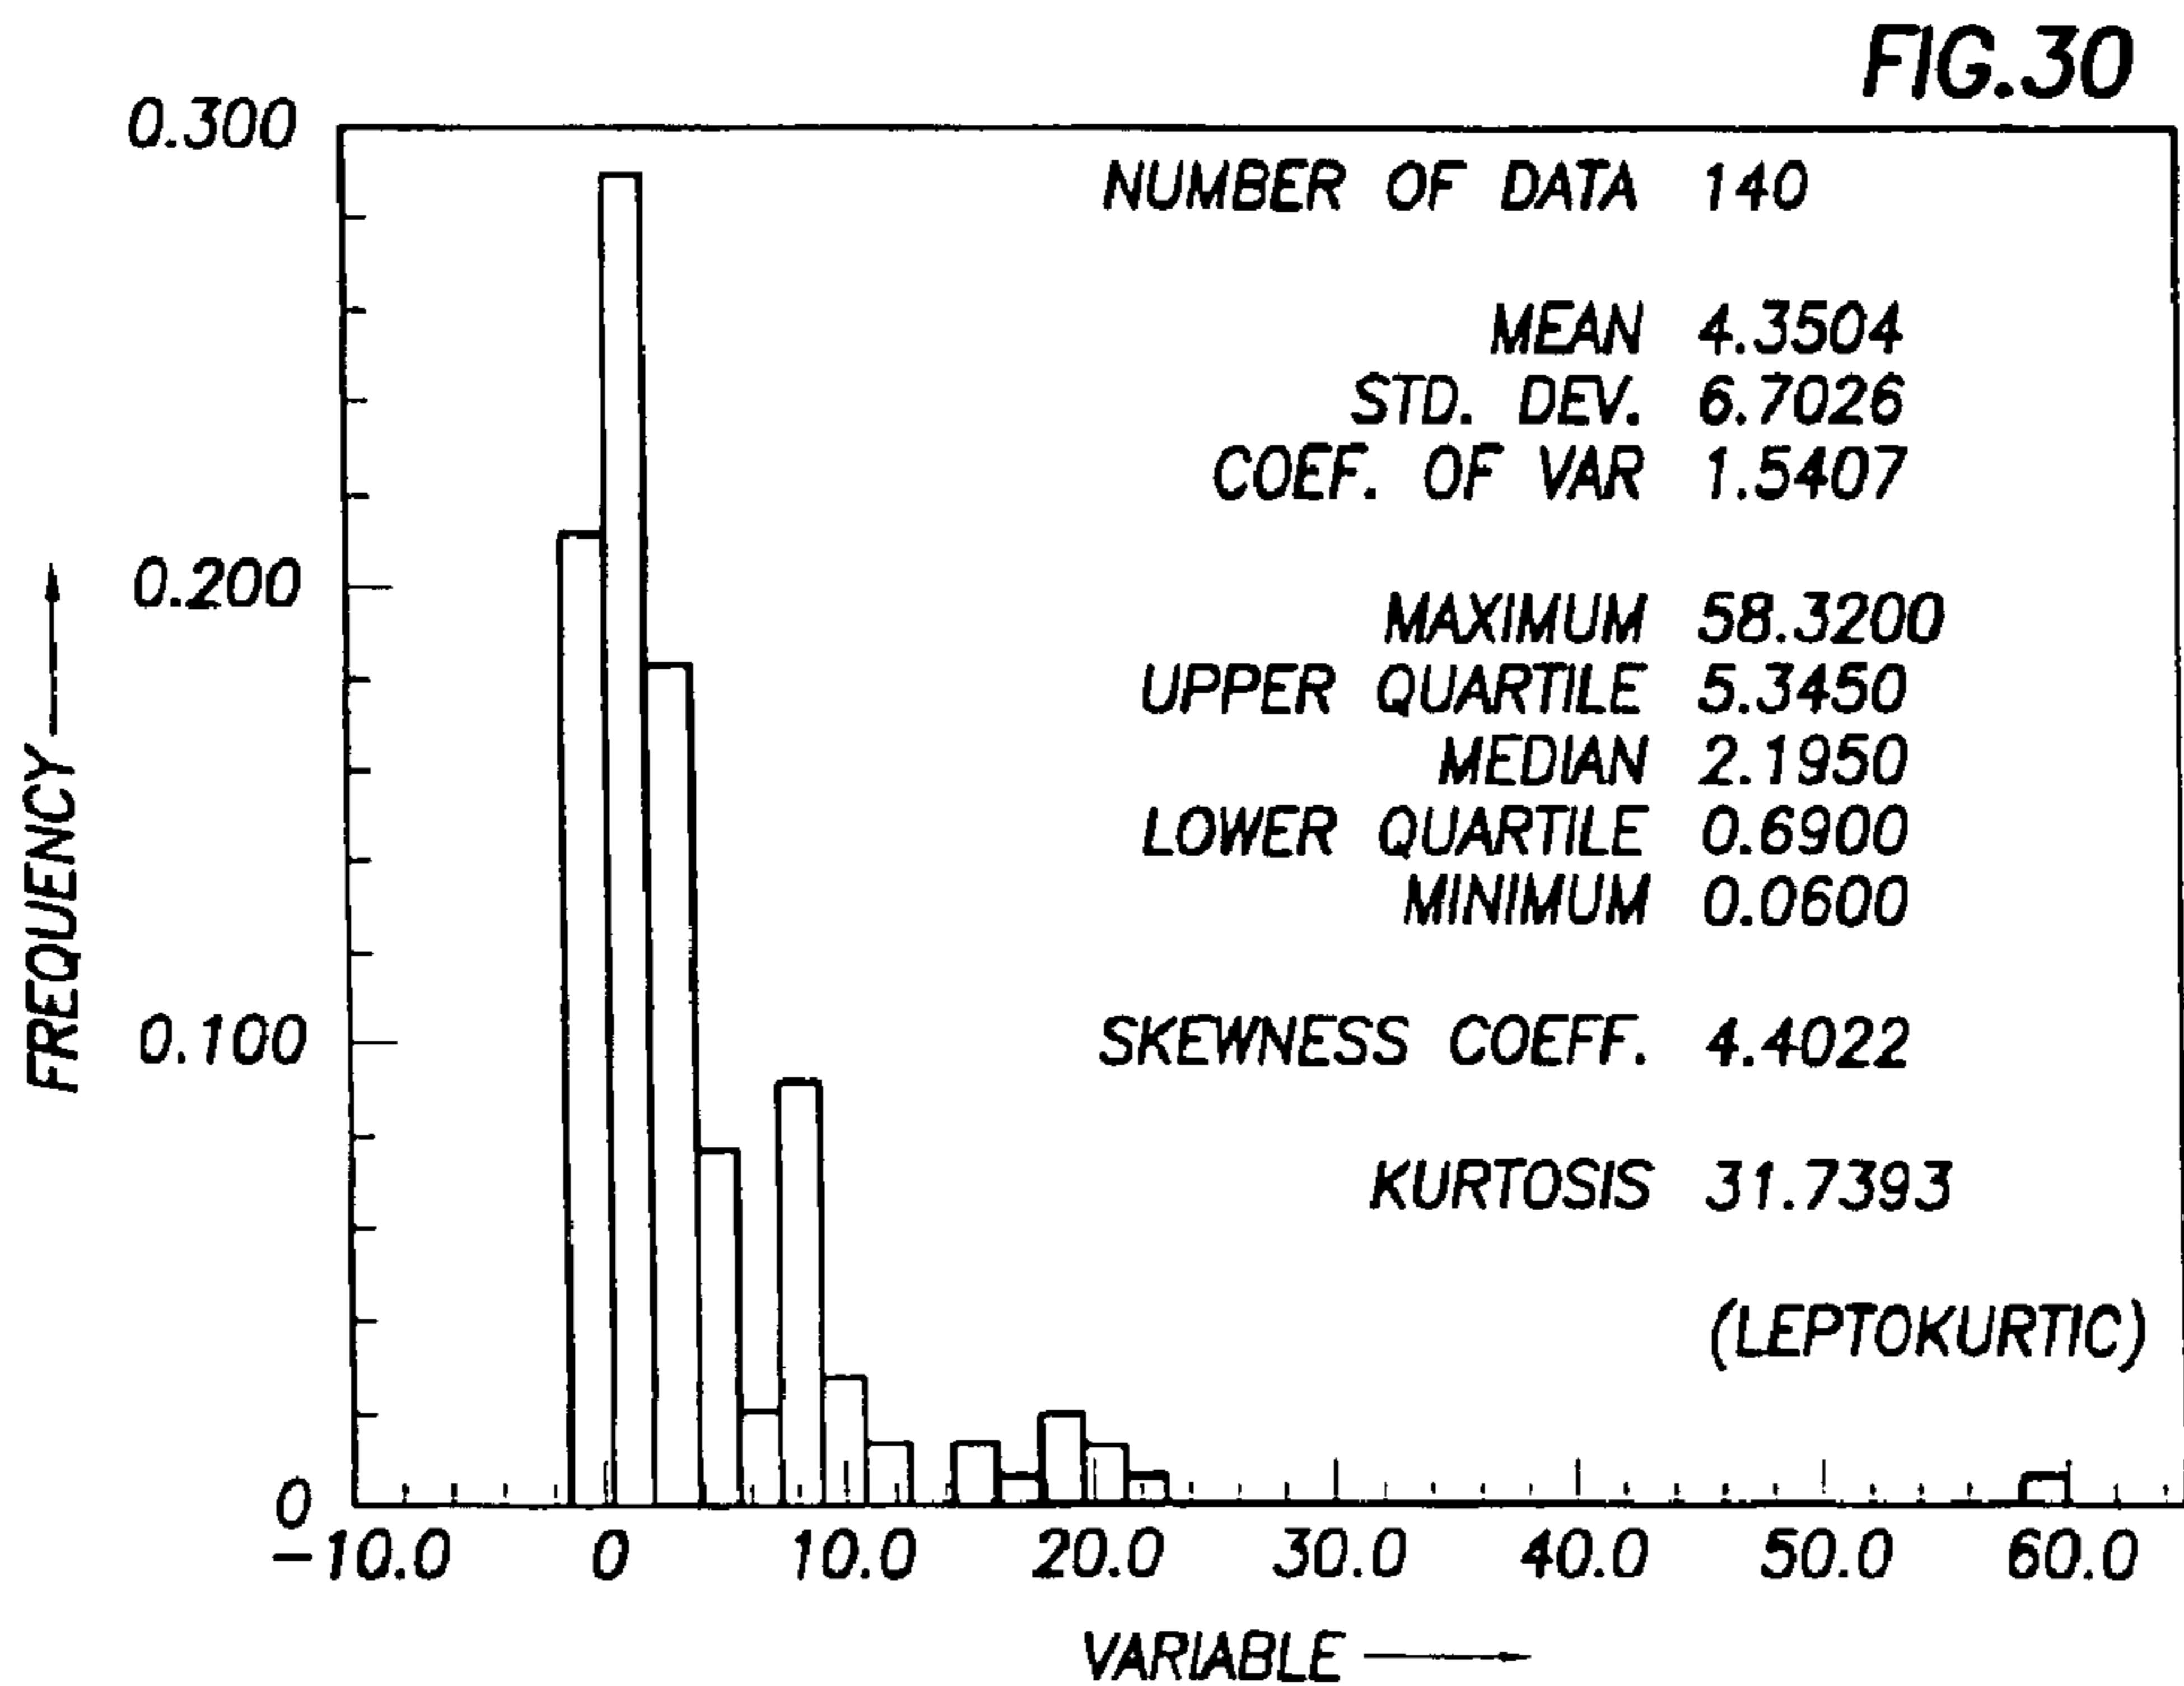 FIG.30
0.300
NUMBER OF DATA 140
MEAN 4.3504
STD. DEV. 6.7026
COEF. OF VAR 1.5407
0.200
MAXIMUM 58.3200
UPPER QUARTILE 5.3450
MEDIAN 2.1950
LOWER QUARTILE 0.6900
MINIMUM 0.0600
FREQUENCY
0.100
SKEWNESS COEFF. 4.4022
KURTOSIS 31.7393
(LEPTOKURTIC)
0
-10.0 0 10.0 20.0 30.0 40.0 50.0 60.0
VARIABLE